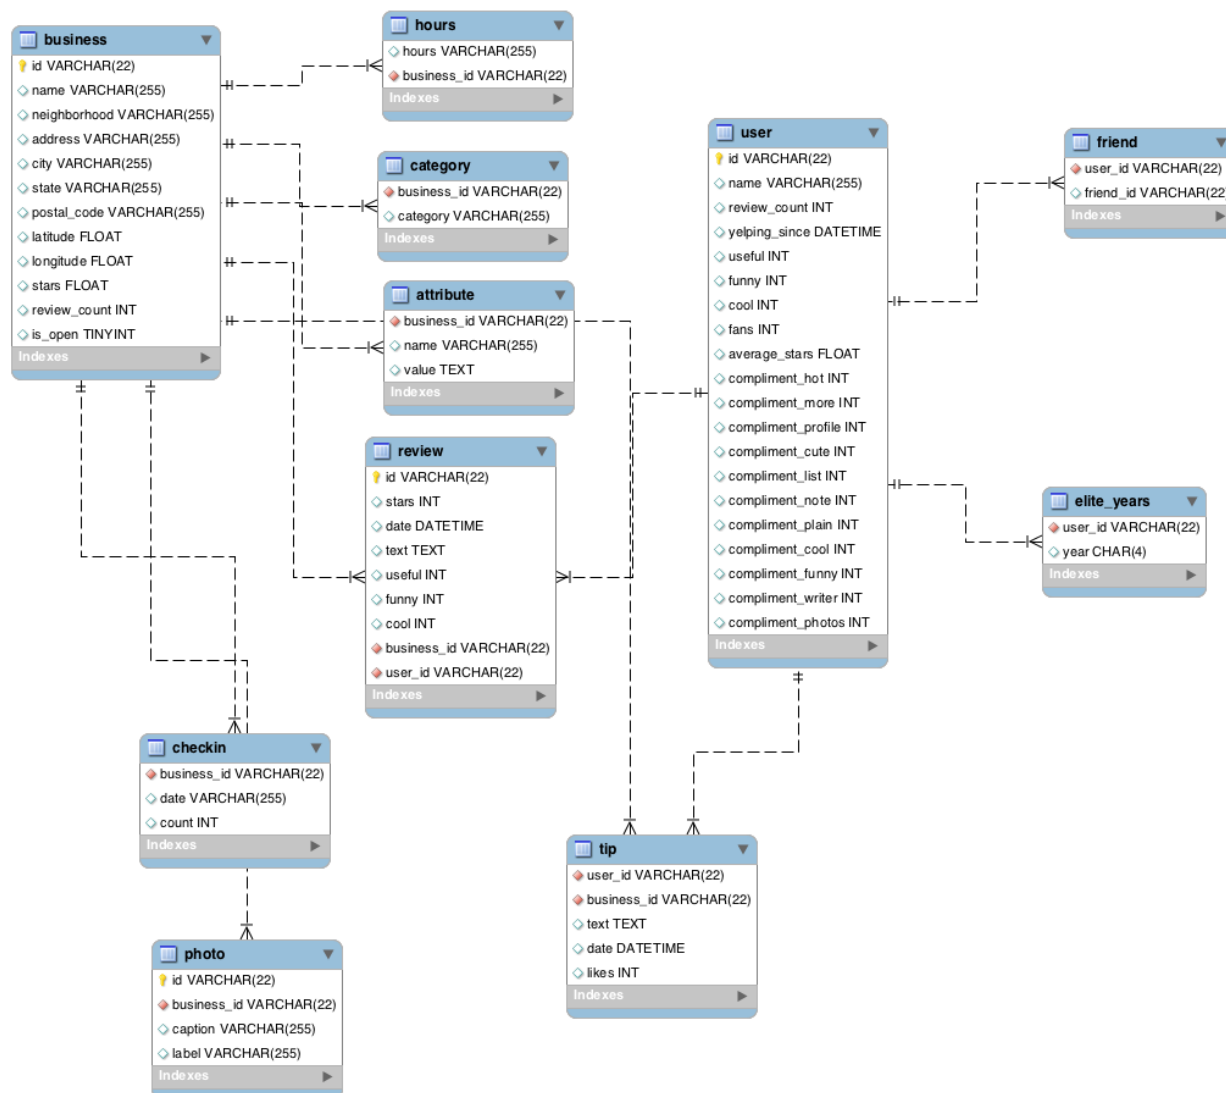 business
id VARCHAR(22)
name VARCHAR(255)
neighborhood VARCHAR(255)
address VARCHAR(255)
city VARCHAR(255)
state VARCHAR(255)
postal_code VARCHAR(255)
latitude FLOAT
longitude FLOAT
stars FLOAT
review_count INT
is_open TINYINT
Indexes
hours
hours VARCHAR(255)
business_id VARCHAR(22)
Indexes
category
business_id VARCHAR(22)
category VARCHAR(255)
Indexes
attribute
business_id VARCHAR(22)
name VARCHAR(255)
value TEXT
Indexes
review
id VARCHAR(22)
stars INT
date DATETIME
text TEXT
useful INT
funny INT
cool INT
business_id VARCHAR(22)
user_id VARCHAR(22)
Indexes
user
id VARCHAR(22)
name VARCHAR(255)
review_count INT
yelping_since DATETIME
useful INT
funny INT
cool INT
fans INT
average_stars FLOAT
compliment_hot INT
compliment_more INT
compliment_profile INT
compliment_cute INT
compliment_list INT
compliment_note INT
compliment_plain INT
compliment_cool INT
compliment_funny INT
compliment_writer INT
compliment_photos INT
Indexes
friend
user_id VARCHAR(22)
friend_id VARCHAR(22
Indexes
elite_years
user_id VARCHAR(22)
year CHAR(4)
Indexes
checkin
business_id VARCHAR(22)
date VARCHAR(255)
count INT
Indexes
tip
user_id VARCHAR(22)
business_id VARCHAR(22)
text TEXT
date DATETIME
likes INT
Indexes
photo
id VARCHAR(22)
business_id VARCHAR(22)
caption VARCHAR(255)
label VARCHAR(255)
Indexes